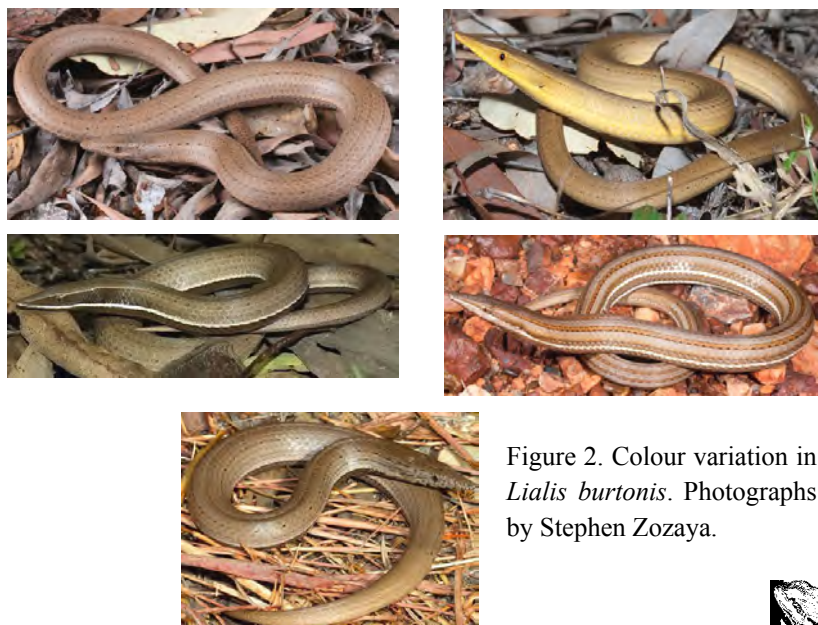 Figure 2. Colour variation in
Lialis burtonis. Photographs
by Stephen Zozaya.